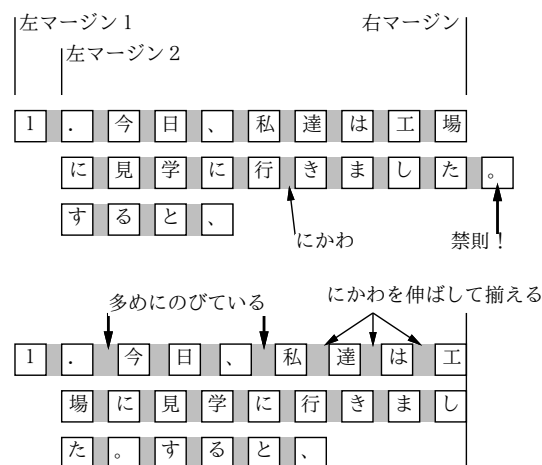 左マージン1
右マージン
左マージン2
1．今日、私達は工場
に見学に行きました。
すると、
にかわ
禁則！
多めにのびている
にかわを伸ばして揃える
1．今日、私達は工
場に見学に行きまし
た。すると、